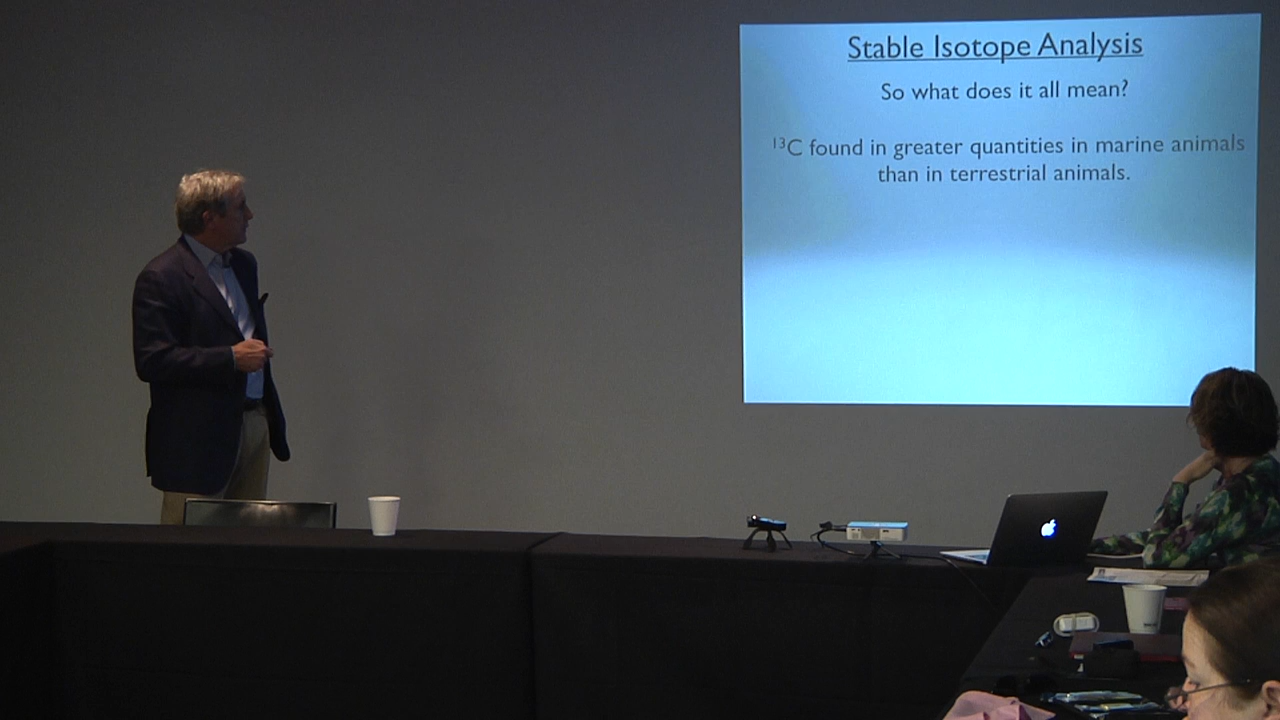 Stable Isotope Analysis
So what does it all mean?
¹³C found in greater quantities in marine animals
than in terrestrial animals.